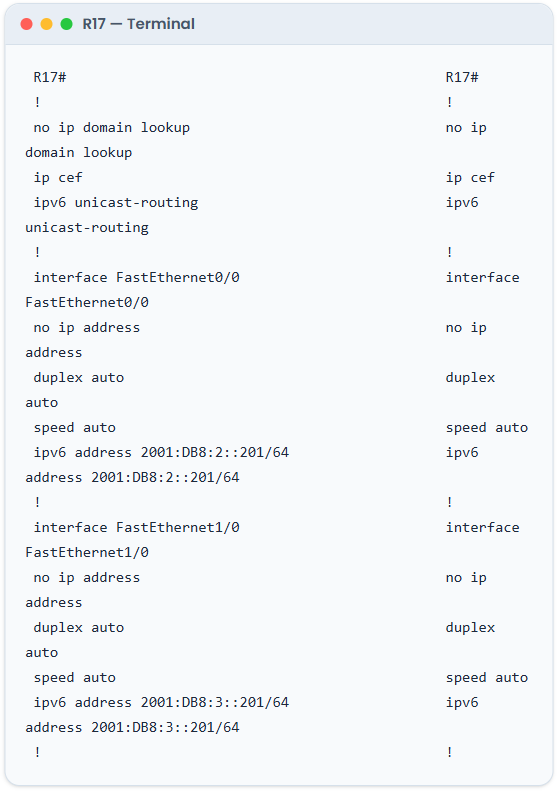 R17 — Terminal
R17# R17#
! !
no ip domain lookup no ip
domain lookup
ip cef ip cef
ipv6 unicast-routing ipv6
unicast-routing
! !
interface FastEthernet0/0 interface
FastEthernet0/0
no ip address no ip
address
duplex auto duplex
auto
speed auto speed auto
ipv6 address 2001:DB8:2::201/64 ipv6
address 2001:DB8:2::201/64
! !
interface FastEthernet1/0 interface
FastEthernet1/0
no ip address no ip
address
duplex auto duplex
auto
speed auto speed auto
ipv6 address 2001:DB8:3::201/64 ipv6
address 2001:DB8:3::201/64
! !